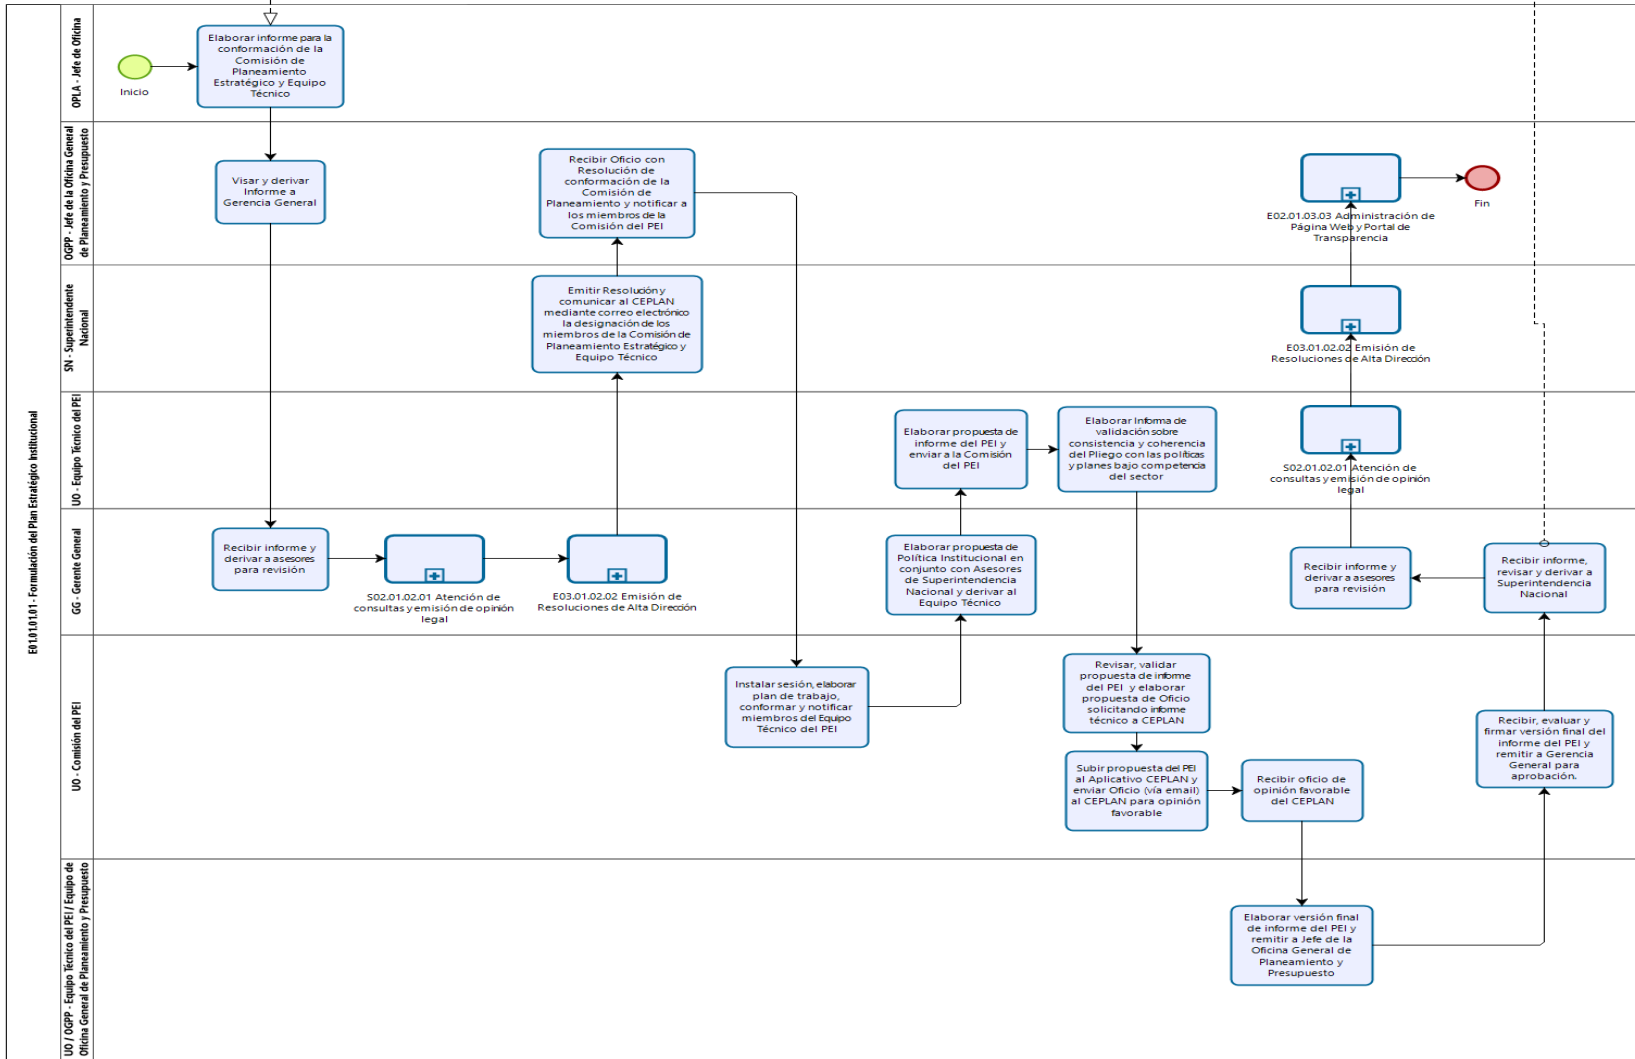 E01.01.01.01 - Formulación del Plan Estratégico Institucional
OPLA - Jefe de Oficina
Inicio
Elaborar informe para la
conformación de la
Comisión de
Planeamiento
Estratégico y Equipo
Técnico
OGPP - Jefe de la Oficina General
de Planeamiento y Presupuesto
Visar y derivar
Informe a
Gerencia General
Recibir Oficio con
Resolución de
conformación de la
Comisión de
Planeamiento y notificar a
los miembros de la
Comisión del PEI
E02.01.03.03 Administración de
Página Web y Portal de
Transparencia
Fin
SN - Superintendente
Nacional
Emitir Resolución y
comunicar al CEPLAN
mediante correo electrónico
la designación de los
miembros de la Comisión de
Planeamiento Estratégico y
Equipo Técnico
E03.01.02.02 Emisión de
Resoluciones de Alta Dirección
UO - Equipo Técnico del PEI
Elaborar propuesta de
informe del PEI y
enviar a la Comisión
del PEI
Elaborar Informa de
validación sobre
consistencia y coherencia
del Pliego con las políticas
y planes bajo competencia
del sector
S02.01.02.01 Atención de
consultas y emisión de opinión
legal
GG - Gerente General
Recibir informe y
derivar a asesores
para revisión
S02.01.02.01 Atención de
consultas y emisión de opinión
legal
E03.01.02.02 Emisión de
Resoluciones de Alta Dirección
Elaborar propuesta de
Política Institucional en
conjunto con Asesores
de Superintendencia
Nacional y derivar al
Equipo Técnico
Recibir informe y
derivar a asesores
para revisión
Recibir informe,
revisar y derivar a
Superintendencia
Nacional
UO - Comisión del PEI
Instalar sesión, elaborar
plan de trabajo,
conformar y notificar
miembros del Equipo
Técnico del PEI
Revisar, validar
propuesta de informe
del PEI y elaborar
propuesta de Oficio
solicitando informe
técnico a CEPLAN
Subir propuesta del PEI
al Aplicativo CEPLAN y
enviar Oficio (vía email)
al CEPLAN para opinión
favorable
Recibir oficio de
opinión favorable
del CEPLAN
Recibir, evaluar y
firmar versión final del
informe del PEI y
remitir a Gerencia
General para
aprobación.
UO / OGPP - Equipo Técnico del PEI / Equipo de
Oficina General de Planeamiento y Presupuesto
Elaborar versión final
de informe del PEI y
remitir a Jefe de la
Oficina General de
Planeamiento y
Presupuesto